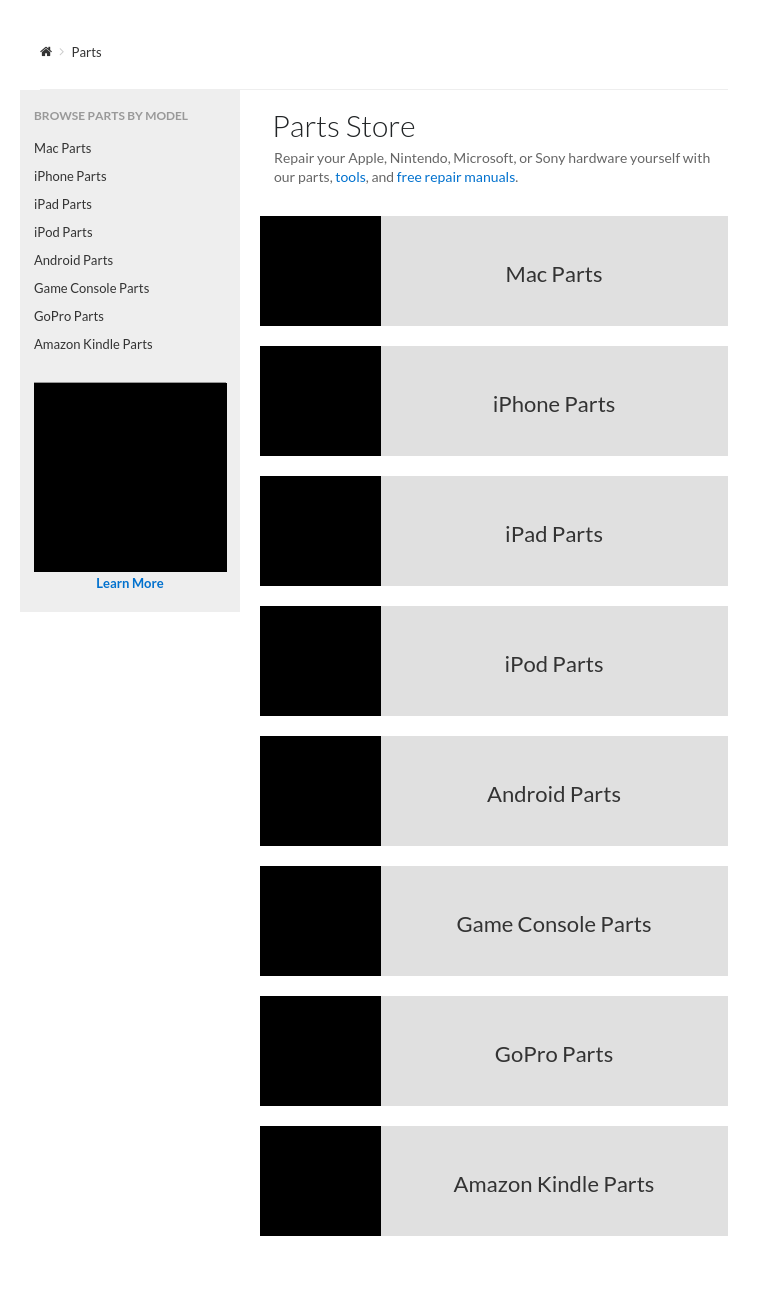 Parts
BROWSE PARTS BY MODEL
Mac Parts
iPhone Parts
iPad Parts
iPod Parts
Android Parts
Game Console Parts
GoPro Parts
Amazon Kindle Parts
Learn More
Parts Store
Repair your Apple, Nintendo, Microsoft, or Sony hardware yourself with
our parts, tools, and free repair manuals.
Mac Parts
iPhone Parts
iPad Parts
iPod Parts
Android Parts
Game Console Parts
GoPro Parts
Amazon Kindle Parts